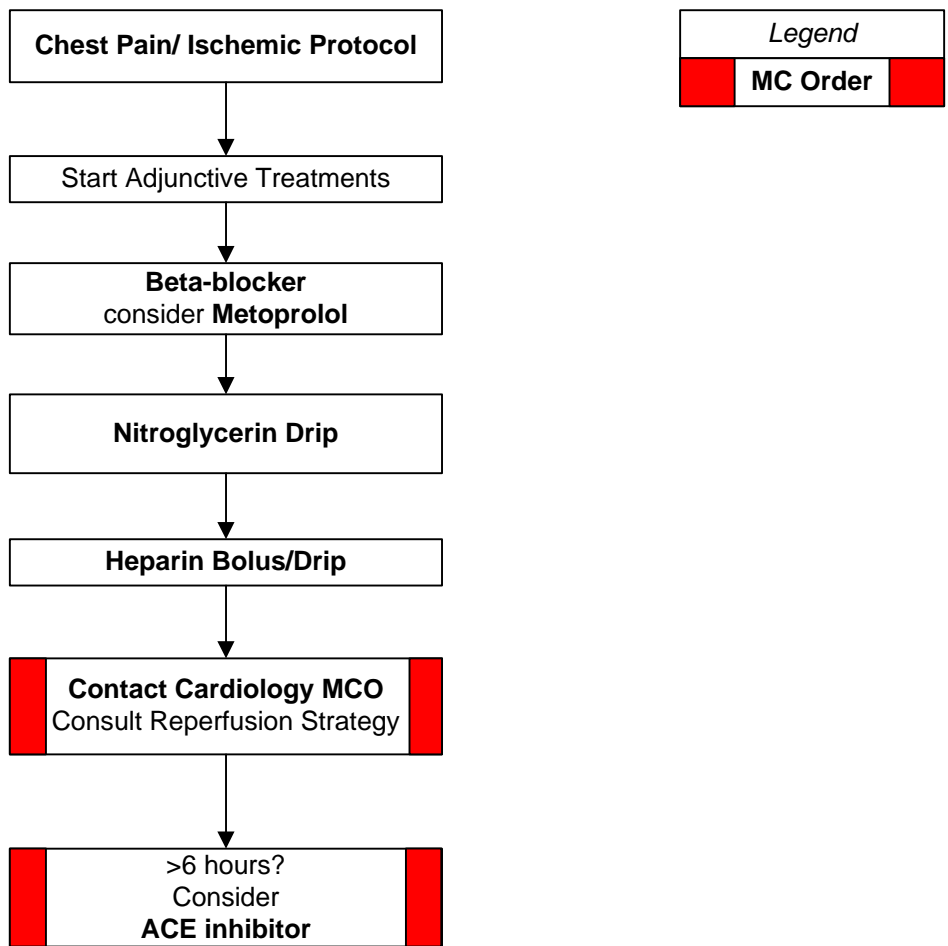 Chest Pain/ Ischemic Protocol
Legend
MC Order
Start Adjunctive Treatments
Beta-blocker
consider Metoprolol
Nitroglycerin Drip
Heparin Bolus/Drip
Contact Cardiology MCO
Consult Reperfusion Strategy
>6 hours?
Consider
ACE inhibitor